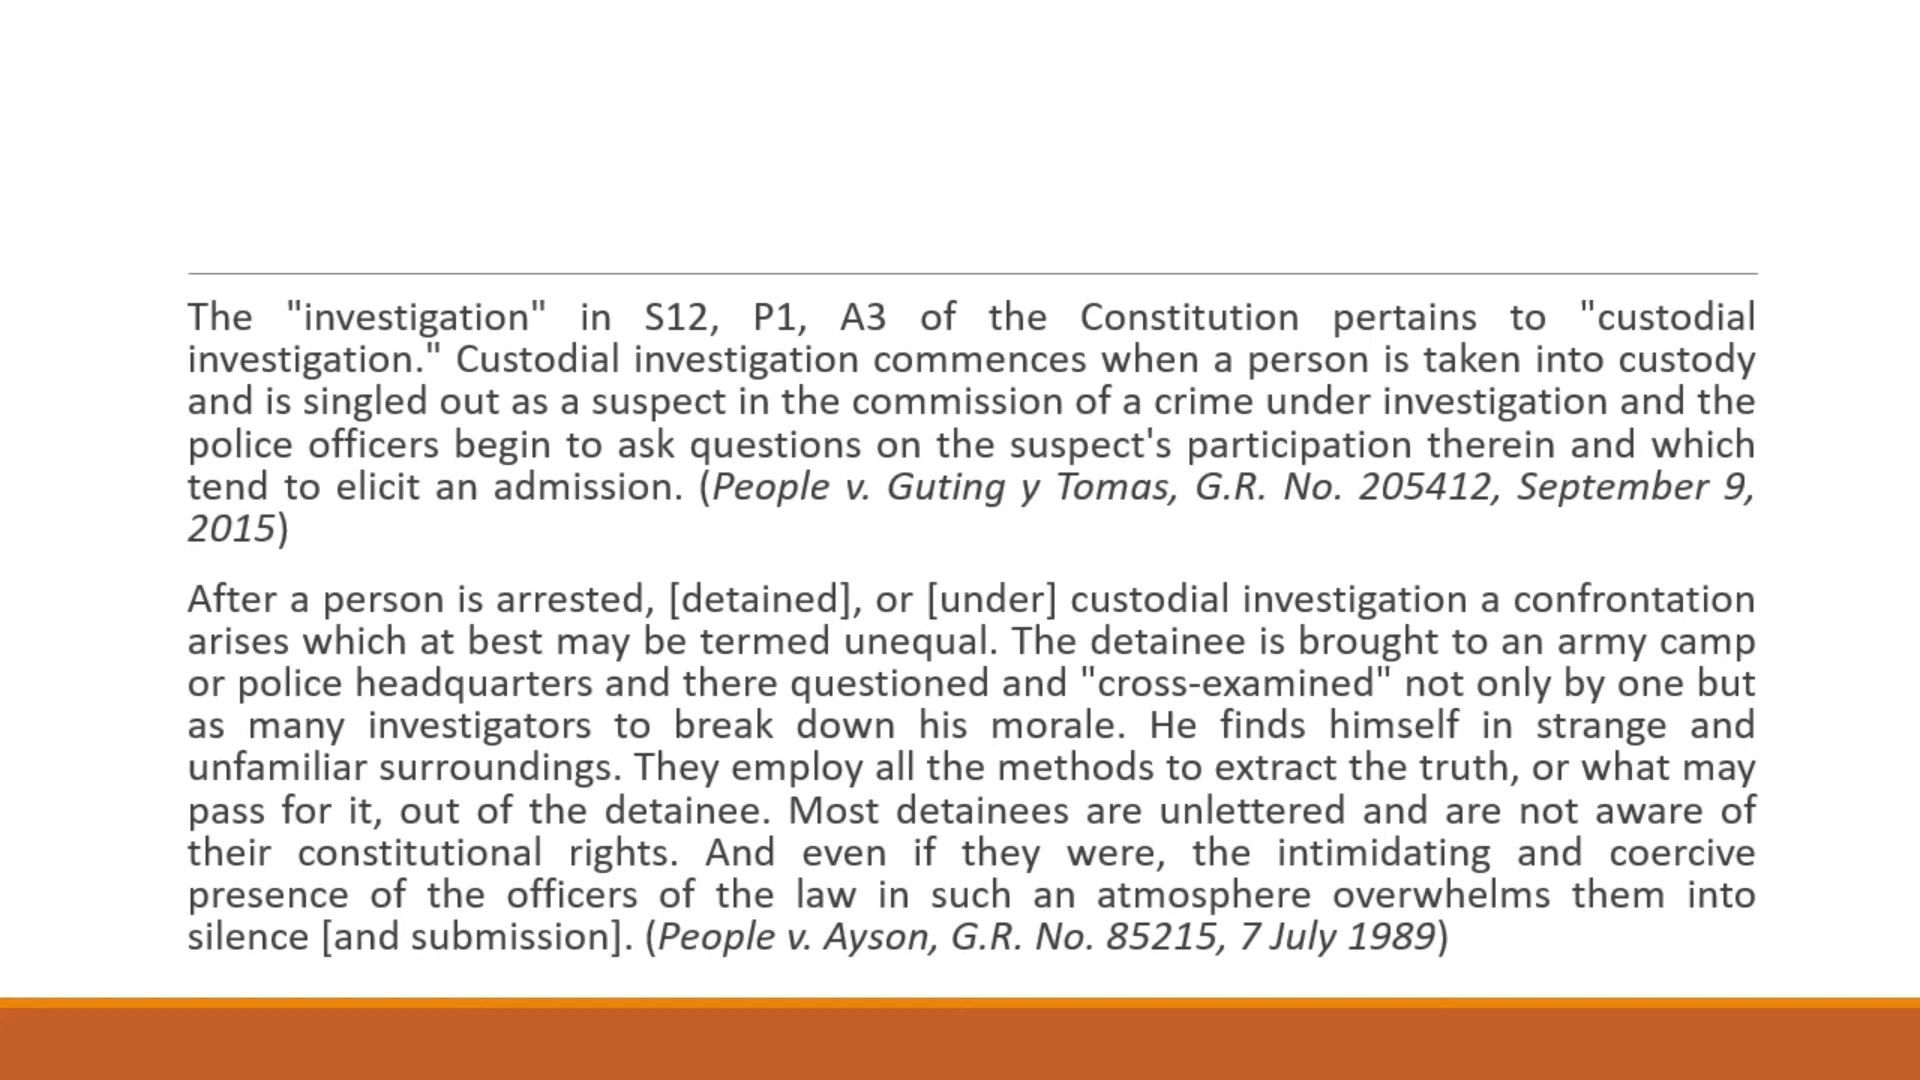 The "investigation" in S12, P1, A3 of the Constitution pertains to "custodial
investigation." Custodial investigation commences when a person is taken into custody
and is singled out as a suspect in the commission of a crime under investigation and the
police officers begin to ask questions on the suspect's participation therein and which
tend to elicit an admission. (People v. Guting y Tomas, G.R. No. 205412, September 9,
2015)
After a person is arrested, [detained], or [under] custodial investigation a confrontation
arises which at best may be termed unequal. The detainee is brought to an army camp
or police headquarters and there questioned and "cross-examined" not only by one but
as many investigators to break down his morale. He finds himself in strange and
unfamiliar surroundings. They employ all the methods to extract the truth, or what may
pass for it, out of the detainee. Most detainees are unlettered and are not aware of
their constitutional rights. And even if they were, the intimidating and coercive
presence of the officers of the law in such an atmosphere overwhelms them into
silence [and submission]. (People v. Ayson, G.R. No. 85215, 7 July 1989)